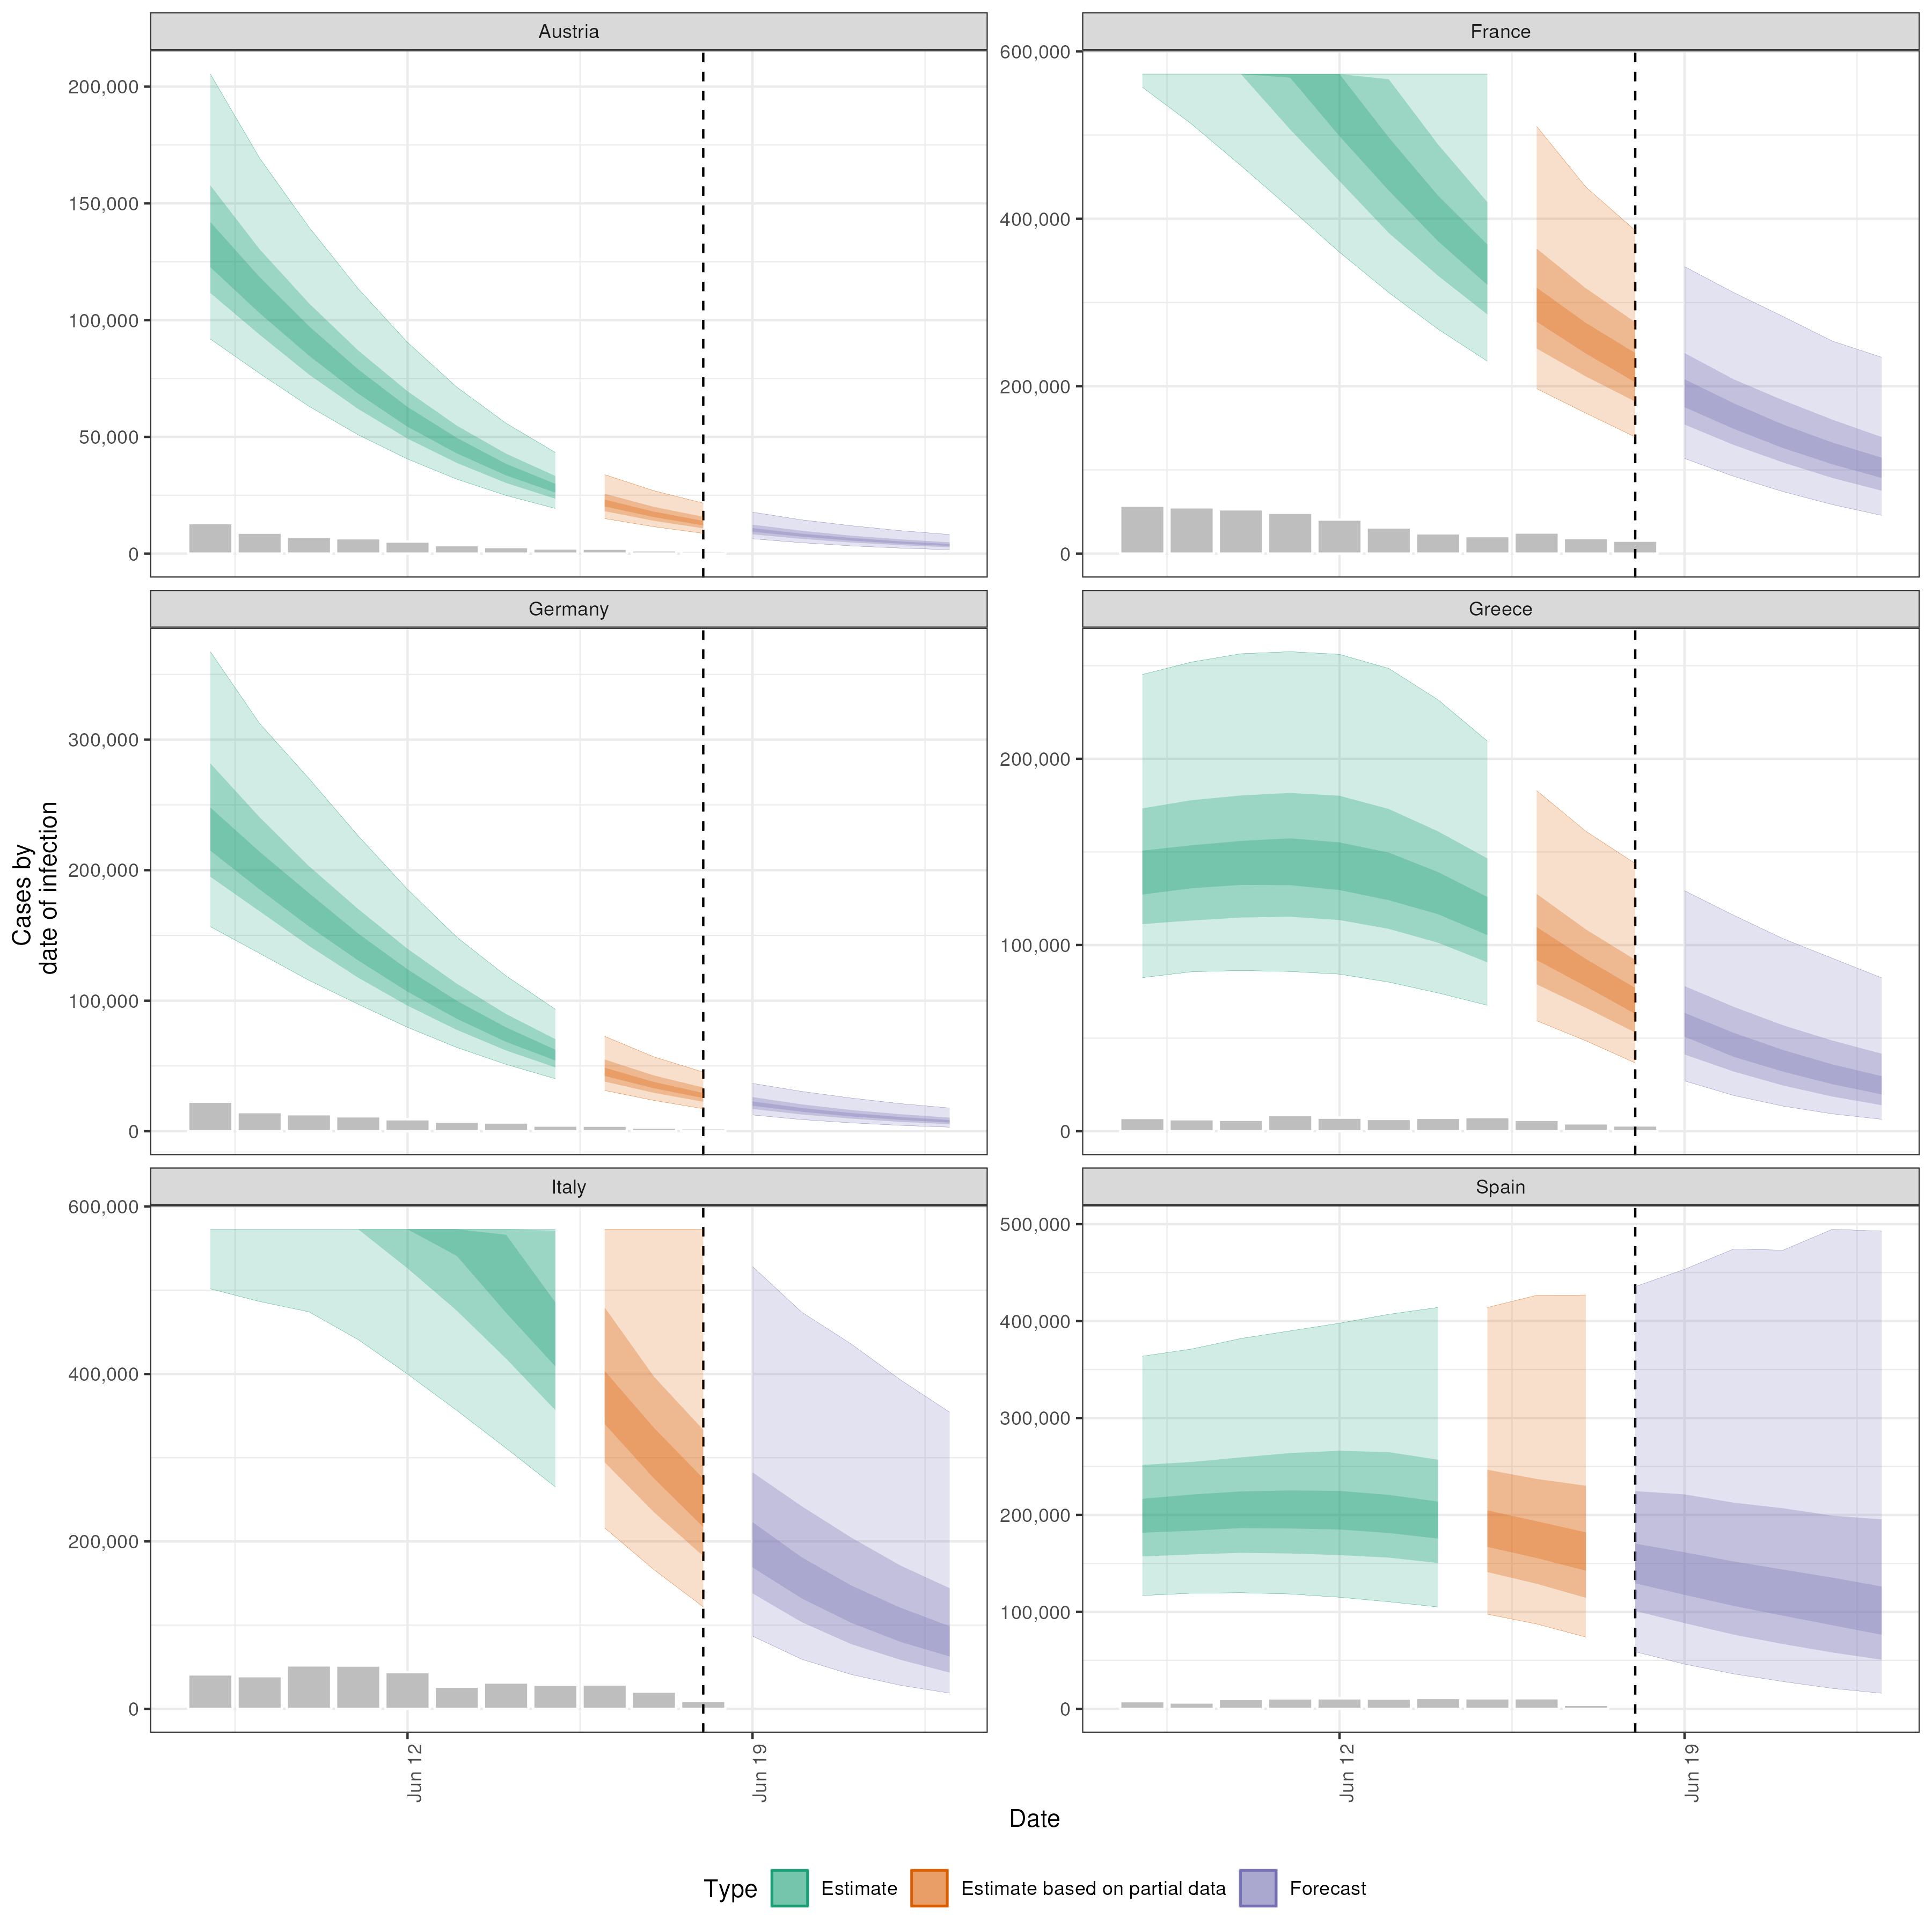 Austria
France
200,000
150,000
100,000
50,000
0
600,000
400,000
200,000
0
Germany
Greece
300,000
200,000
100,000
0
200,000
100,000
0
Italy
Spain
600,000
400,000
200,000
0
500,000
400,000
300,000
200,000
100,000
0
Cases by
date of infection
Jun 12
Jun 19
Jun 12
Jun 19
Date
Type
Estimate
Estimate based on partial data
Forecast